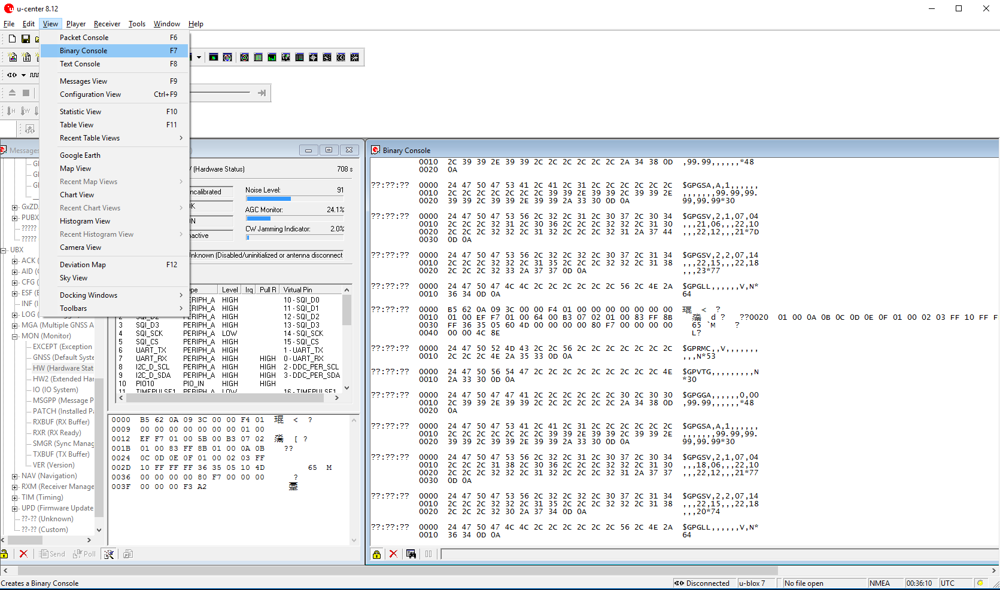 u-center 8.12
File Edit View Player Receiver Tools Window Help
Packet Console F6
Binary Console F7
Text Console F8
Messages View F9
Configuration View Ctrl+F9
Statistic View F10
Table View F11
Recent Table Views
Google Earth
Map View
Recent Map Views
Chart View
Recent Chart Views
Histogram View
Recent Histogram View
Camera View
Deviation Map F12
Sky View
Docking Windows
Toolbars
Messages
GxZD
PUBX
?????
?????
UBX
ACK (
AID (
CFG (
ESF (
INF (
LOG (
MGA (Multiple GNSS A
MON (Monitor)
EXCEPT (Exception
GNSS (Default Syste
HW (Hardware Stat
HW2 (Extended Har
IO (IO System)
MSGPP (Message P
PATCH (Installed Pa
RXBUF (RX Buffer)
RXR (RX Ready)
SMGR (Sync Manag
TXBUF (TX Buffer)
VER (Version)
NAV (Navigation)
RXM (Receiver Manage
TIM (Timing)
UPD (Firmware Update
??-?? (Unknown)
??-?? (Custom)
Send Poll
(Hardware Status) 708 s
ncalibrated
Noise Level: 91
AGC Monitor: 24.1%
CW Jamming Indicator: 2.0%
nactive
nknown (Disabled/uninitialized or antenna disconnect
ype Level Irq Pull R Virtual Pin
ERIPH_A HIGH 10 - SQI_D0
ERIPH_A HIGH 11 - SQI_D1
2 SQI_D2 PERIPH_A HIGH 12 - SQI_D2
3 SQI_D3 PERIPH_A HIGH 13 - SQI_D3
4 SQI_SCK PERIPH_A LOW 14 - SQI_SCK
5 SQI_CS PERIPH_A HIGH 15 - SQI_CS
6 UART_TX PERIPH_A HIGH 1 - UART_TX
7 UART_RX PERIPH_A HIGH HIGH 0 - UART_RX
8 I2C_D_SCL PERIPH_A HIGH HIGH 2 - DDC_PER_SCL
9 I2C_D_SDA PERIPH_A HIGH HIGH 3 - DDC_PER_SDA
10 PIO10 PIO_IN HIGH HIGH
11 TIMEPULSE1 PERIPH_A LOW 16 - TIMEPULSE1
0000 B5 62 0A 09 3C 00 00 F4 01 琨 < ?
0009 00 00 00 00 00 00 00 01 00
0012 EF F7 01 00 5B 00 B3 07 02 [ ?
001B 01 00 83 FF 8B 01 00 0A 0B ??
0024 0C 0D 0E 0F 01 00 02 03 FF
002D 10 FF FF FF 36 35 05 10 4D 65 M
0036 00 00 00 00 80 F7 00 00 00 ?
003F 00 00 00 F3 A2
Binary Console
0010 2C 39 39 2E 39 39 2C 2C 2C 2C 2C 2C 2A 34 38 0D ,99.99,,,,,,*48
0020 0A
??:??:?? 0000 24 47 50 47 53 41 2C 41 2C 31 2C 2C 2C 2C 2C 2C $GPGSA,A,1,,,,,,
0010 2C 2C 2C 2C 2C 2C 2C 39 39 2E 39 39 2C 39 39 2E ,,,,,,,99.99,99.
0020 39 39 2C 39 39 2E 39 39 2A 33 30 0D 0A 99,99.99*30
??:??:?? 0000 24 47 50 47 53 56 2C 32 2C 31 2C 30 37 2C 30 34 $GPGSV,2,1,07,04
0010 2C 2C 2C 32 31 2C 30 36 2C 2C 2C 32 32 2C 31 30 ,,,21,06,,,22,10
0020 2C 2C 2C 32 32 2C 31 32 2C 2C 2C 32 31 2A 37 44 ,,,22,12,,,21*7D
0030 0D 0A
??:??:?? 0000 24 47 50 47 53 56 2C 32 2C 32 2C 30 37 2C 31 34 $GPGSV,2,2,07,14
0010 2C 2C 2C 32 32 2C 31 35 2C 2C 2C 32 32 2C 31 38 ,,,22,15,,,22,18
0020 2C 2C 2C 32 33 2A 37 37 0D 0A ,,,23*77
??:??:?? 0000 24 47 50 47 4C 4C 2C 2C 2C 2C 2C 2C 56 2C 4E 2A $GPGLL,,,,,,V,N*
0010 36 34 0D 0A 64
??:??:?? 0000 B5 62 0A 09 3C 00 00 F4 01 00 00 00 00 00 00 00 琨 < ?
0010 01 00 EF F7 01 00 64 00 B3 07 02 01 00 83 FF 8B d ? ??0020 01 00 0A 0B 0C 0D 0E 0F 01 00 02 03 FF 10 FF F
0030 FF 36 35 05 60 4D 00 00 00 00 80 F7 00 00 00 00 65 `M ?
0040 00 00 4C 8E L?
??:??:?? 0000 24 47 50 52 4D 43 2C 2C 56 2C 2C 2C 2C 2C 2C 2C $GPRMC,,V,,,,,,,
0010 2C 2C 2C 4E 2A 35 33 0D 0A ,,,N*53
??:??:?? 0000 24 47 50 56 54 47 2C 2C 2C 2C 2C 2C 2C 2C 2C 4E $GPVTG,,,,,,,,,N
0010 2A 33 30 0D 0A *30
??:??:?? 0000 24 47 50 47 47 41 2C 2C 2C 2C 2C 2C 30 2C 30 30 $GPGGA,,,,,,0,00
0010 2C 39 39 2E 39 39 2C 2C 2C 2C 2C 2C 2A 34 38 0D ,99.99,,,,,,*48
0020 0A
??:??:?? 0000 24 47 50 47 53 41 2C 41 2C 31 2C 2C 2C 2C 2C 2C $GPGSA,A,1,,,,,,
0010 2C 2C 2C 2C 2C 2C 2C 39 39 2E 39 39 2C 39 39 2E ,,,,,,,99.99,99.
0020 39 39 2C 39 39 2E 39 39 2A 33 30 0D 0A 99,99.99*30
??:??:?? 0000 24 47 50 47 53 56 2C 32 2C 31 2C 30 37 2C 30 34 $GPGSV,2,1,07,04
0010 2C 2C 2C 31 38 2C 30 36 2C 2C 2C 32 32 2C 31 30 ,,,18,06,,,22,10
0020 2C 2C 2C 32 32 2C 31 32 2C 2C 2C 32 31 2A 37 37 ,,,22,12,,,21*77
0030 0D 0A
??:??:?? 0000 24 47 50 47 53 56 2C 32 2C 32 2C 30 37 2C 31 34 $GPGSV,2,2,07,14
0010 2C 2C 2C 32 32 2C 31 35 2C 2C 2C 32 32 2C 31 38 ,,,22,15,,,22,18
0020 2C 2C 2C 32 30 2A 37 34 0D 0A ,,,20*74
??:??:?? 0000 24 47 50 47 4C 4C 2C 2C 2C 2C 2C 2C 56 2C 4E 2A $GPGLL,,,,,,V,N*
0010 36 34 0D 0A 64
Creates a Binary Console Disconnected u-blox 7 No file open NMEA 00:36:10 UTC